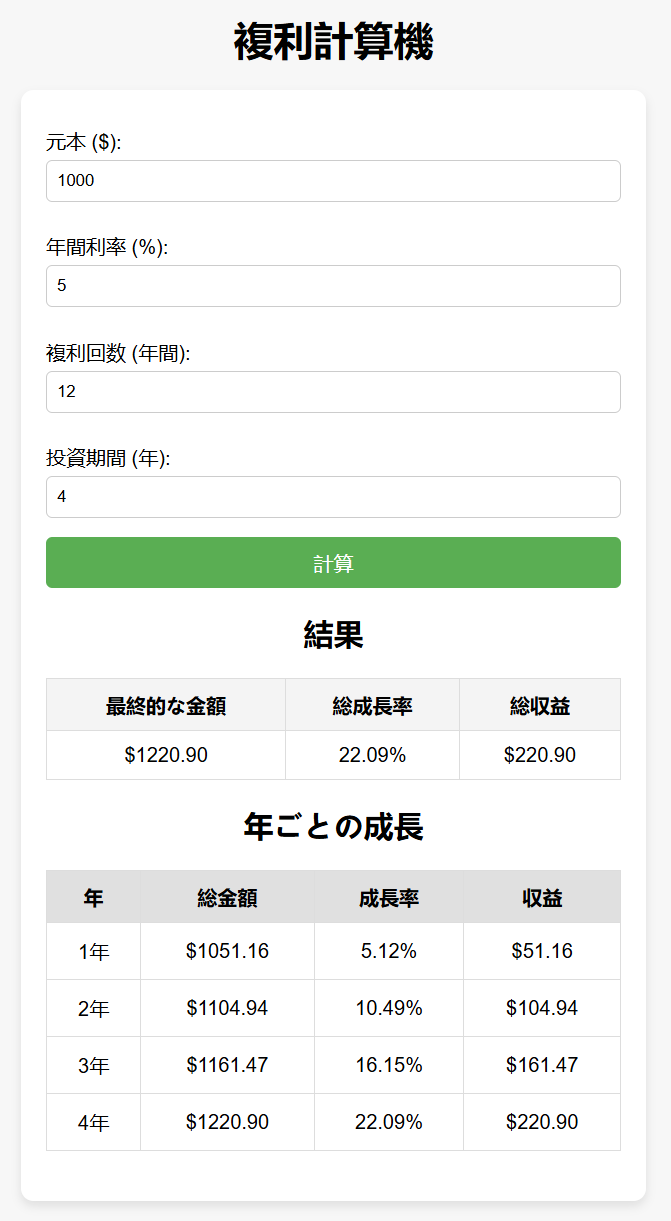 複利計算機
元本 ($):
1000
年間利率 (%):
5
複利回数 (年間):
12
投資期間 (年):
4
計算
結果
最終的な金額 総成長率 総収益
$1220.90 22.09% $220.90
年ごとの成長
年 総金額 成長率 収益
1年 $1051.16 5.12% $51.16
2年 $1104.94 10.49% $104.94
3年 $1161.47 16.15% $161.47
4年 $1220.90 22.09% $220.90